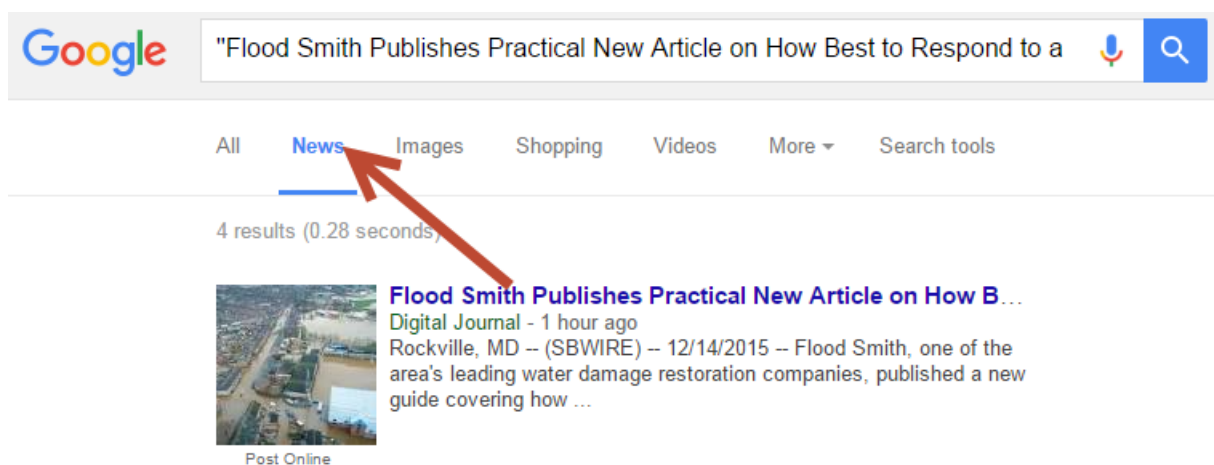 Google
"Flood Smith Publishes Practical New Article on How Best to Respond to a
All News Images Shopping Videos More Search tools
4 results (0.28 seconds)
Flood Smith Publishes Practical New Article on How B...
Digital Journal - 1 hour ago
Rockville, MD -- (SBWIRE) -- 12/14/2015 -- Flood Smith, one of the
area's leading water damage restoration companies, published a new
guide covering how ...
Post Online